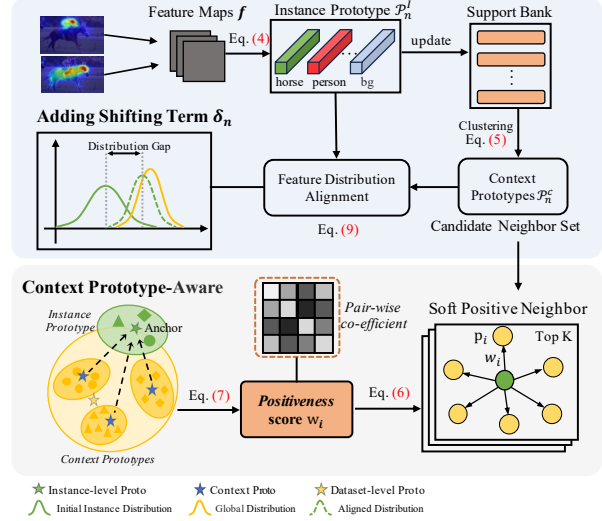 Feature Maps f
Eq. (4)
Instance Prototype 𝒫ₙᴵ
horse person bg
update
Support Bank
Clustering
Eq. (5)
Adding Shifting Term δₙ
Distribution Gap
Feature Distribution
Alignment
Eq. (9)
Context
Prototypes 𝒫ₙᶜ
Candidate Neighbor Set
Context Prototype-Aware
Instance
Prototype
Anchor
Context Prototypes
Eq. (7)
Pair-wise
co-efficient
Positiveness
score wᵢ
Eq. (6)
Soft Positive Neighbor
pᵢ
wᵢ
Top K
Instance-level Proto
Context Proto
Dataset-level Proto
Initial Instance Distribution
Global Distribution
Aligned Distribution